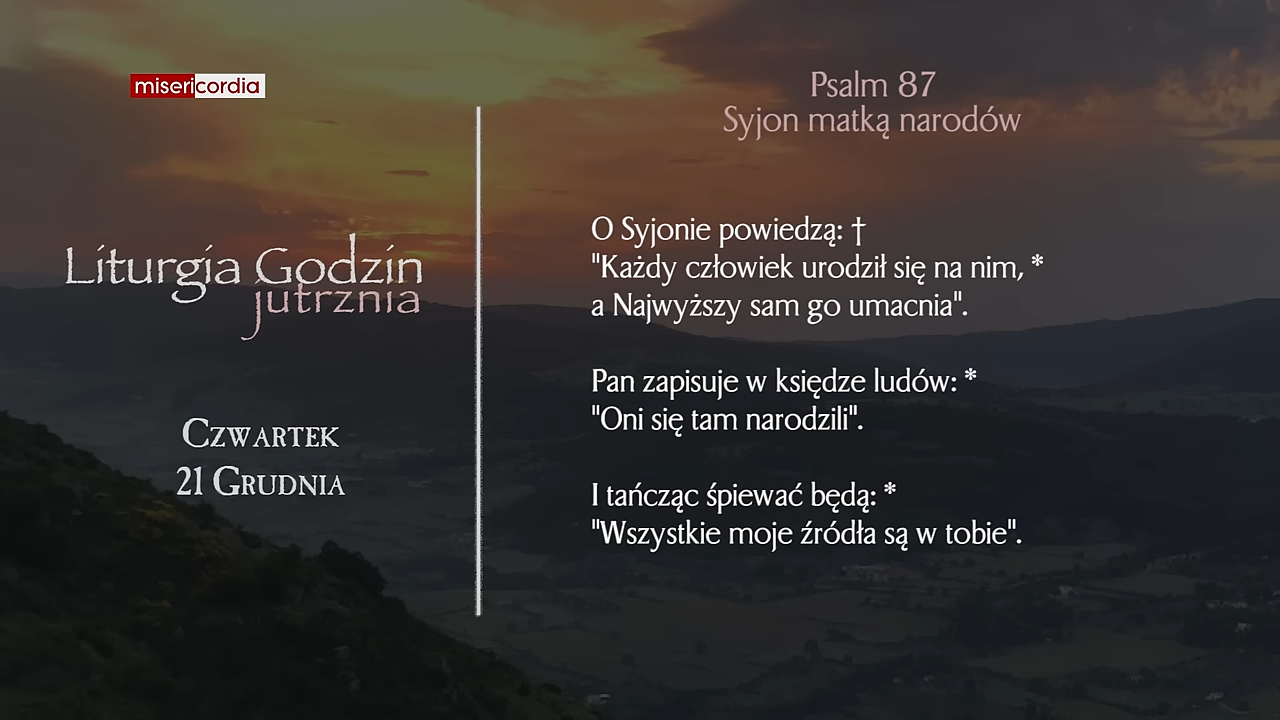 misericordia
Liturgia Godzin
jutrznia
Czwartek
21 Grudnia
Psalm 87
Syjon matką narodów
O Syjonie powiedzą: †
"Każdy człowiek urodził się na nim, *
a Najwyższy sam go umacnia".
Pan zapisuje w księdze ludów: *
"Oni się tam narodzili".
I tańcząc śpiewać będą: *
"Wszystkie moje źródła są w tobie".